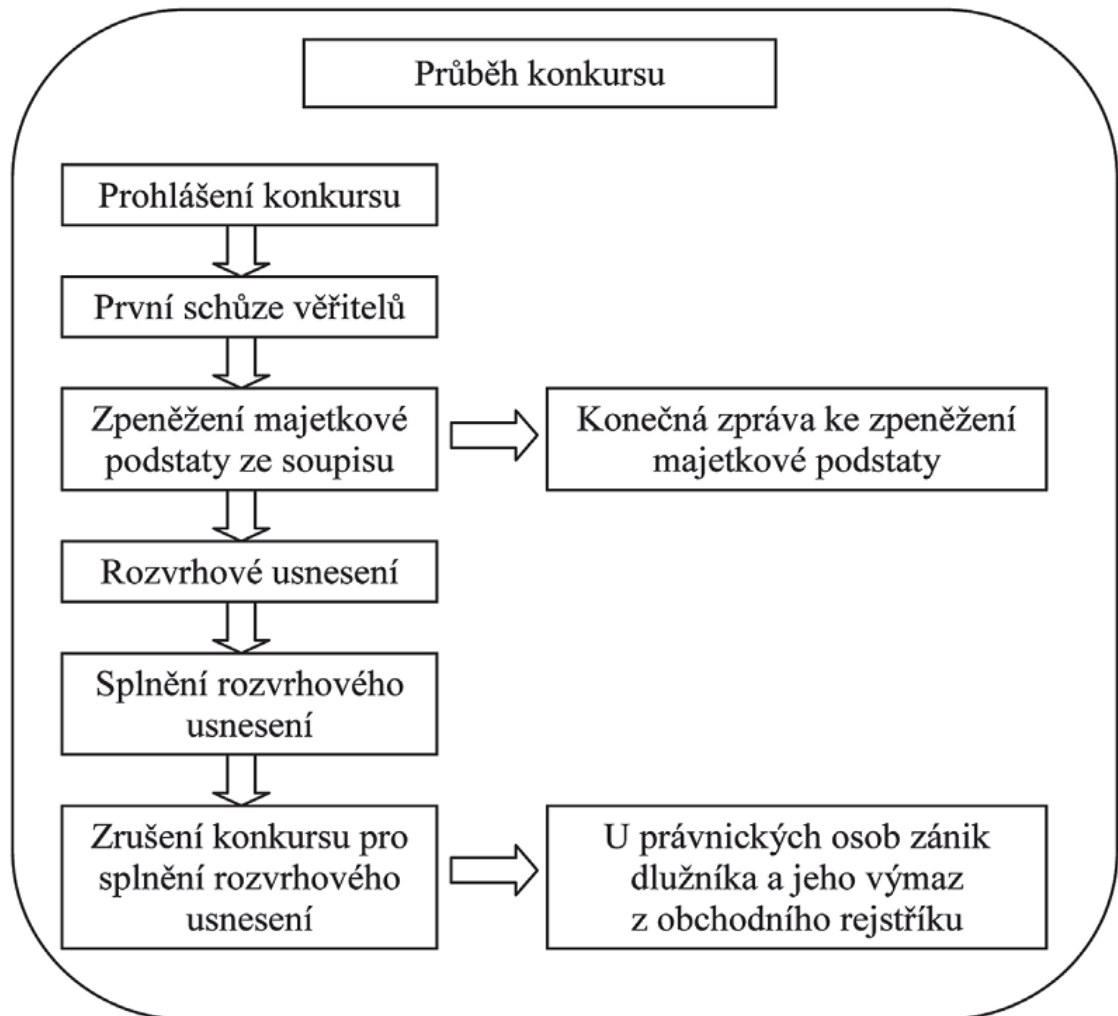 Průběh konkursu
Prohlášení konkursu
První schůze věřitelů
Zpeněžení majetkové
podstaty ze soupisu
Konečná zpráva ke zpeněžení
majetkové podstaty
Rozvrhové usnesení
Splnění rozvrhového
usnesení
Zrušení konkursu pro
splnění rozvrhového
usnesení
U právnických osob zánik
dlužníka a jeho výmaz
z obchodního rejstříku